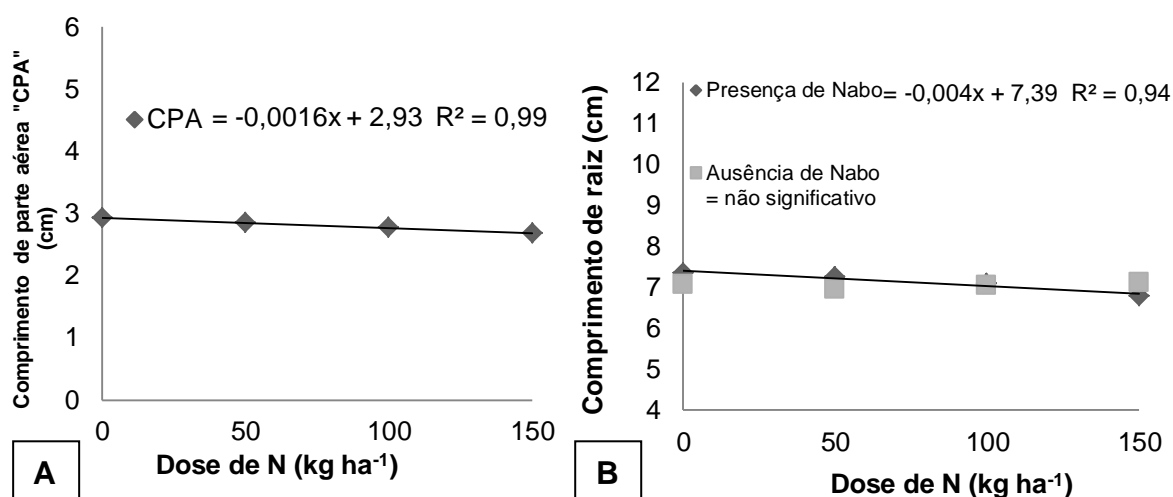 Comprimento de parte aérea "CPA"
(cm)
6
5
4
3
2
1
0
CPA = -0,0016x + 2,93 R² = 0,99
0 50 100 150
Dose de N (kg ha⁻¹)
A
Comprimento de raiz (cm)
12
11
10
9
8
7
6
5
4
Presença de Nabo = -0,004x + 7,39 R² = 0,94
Ausência de Nabo
= não significativo
0 50 100 150
Dose de N (kg ha⁻¹)
B